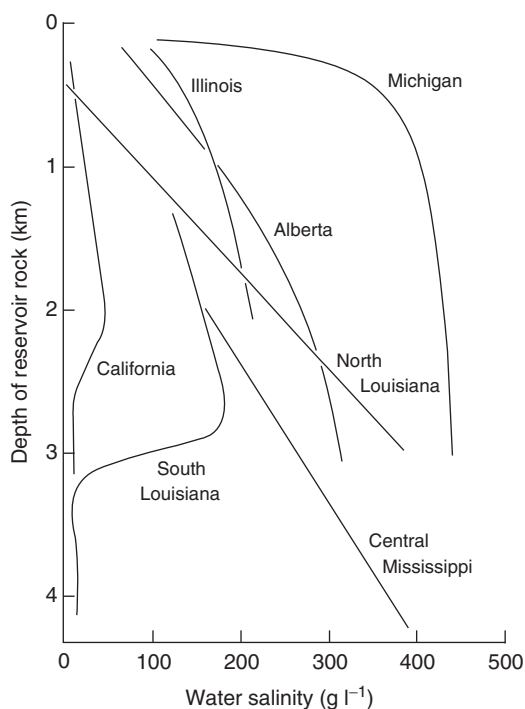 0
1
2
3
4
Depth of reservoir rock (km)
Illinois
Michigan
Alberta
California
North
Louisiana
South
Louisiana
Central
Mississippi
0
100
200
300
400
500
Water salinity (g l⁻¹)